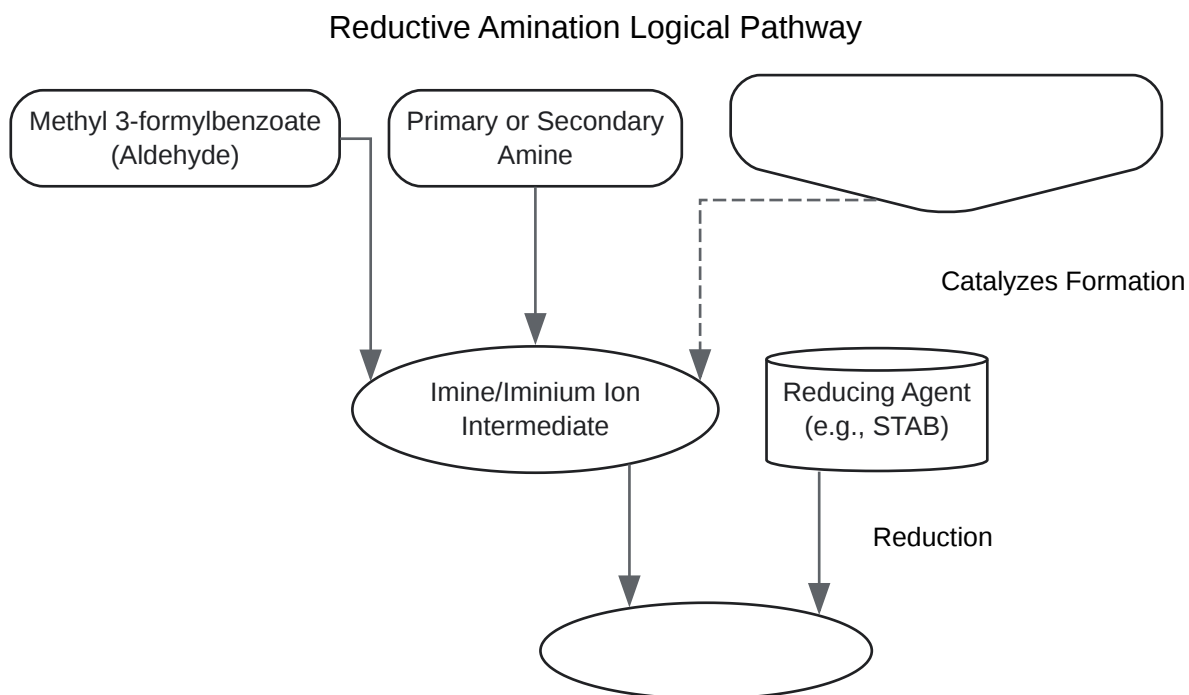 Reductive Amination Logical Pathway
Methyl 3-formylbenzoate
(Aldehyde)
Primary or Secondary
Amine
Catalyzes Formation
Imine/Iminium Ion
Intermediate
Reducing Agent
(e.g., STAB)
Reduction